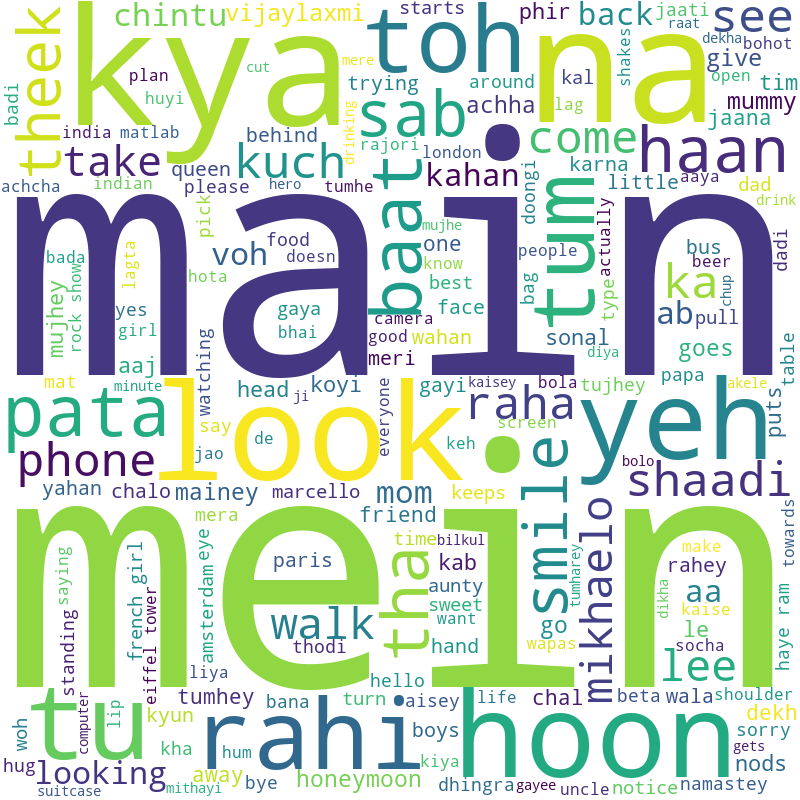 chintu
vijaylaxmi
starts
phir
back
jaati
raat
see
dekha
bohot
kya
toh
na
theek
badi
plan
huyi
cut
mere
trying
around
kal
shakes
give
open
tim
lag
mummy
jaana
india
matlab
behind
drinking
sab
achha
come
haan
take
kuch
rajori
london
karna
achcha
indian
queen
please
hero
tumhe
baat
kahan
doongi
tum
little
aaya
dad
drink
main
pick
voh
food
doesn
mujhe
one
people
actually
bus
dadi
bada
rock show
lagta
hota
know
bag
type
beer
ka
chup
mujhey
yes
girl
gaya
bhai
best
face
camera
good
wahan
sonal
ab
pull
diya
goes
table
aaj
watching
meri
papa
mat
minute
head
ji
koyi
everyone
gayi
kaisey
bola
tujhey
akele
pata
look
say
de
raha
yeh
puts
phone
jao
keh
screen
smile
bolo
shaadi
yahan
chalo
mainey
marcello
mom
keeps
mikhaelo
towards
mera
friend
saying
french girl
amsterdam
eye
time
bilkul
make
mein
paris
tha
kab
tumharey
rahey
kaise
aunty
dikha
aa
haye ram
standing
eiffel tower
walk
sweet
want
go
le
socha
thodi
hand
wapas
lee
liya
hello
tu
computer
lip
tumhey
bana
turn
aisey
life
chal
beta
wala
shoulder
woh
kyun
rahi
hoon
dekh
kha
hum
boys
sorry
hug
looking
away
kiya
gets
nods
suitcase
mithayi
bye
honeymoon
dhingra
gayee
uncle
notice
namastey